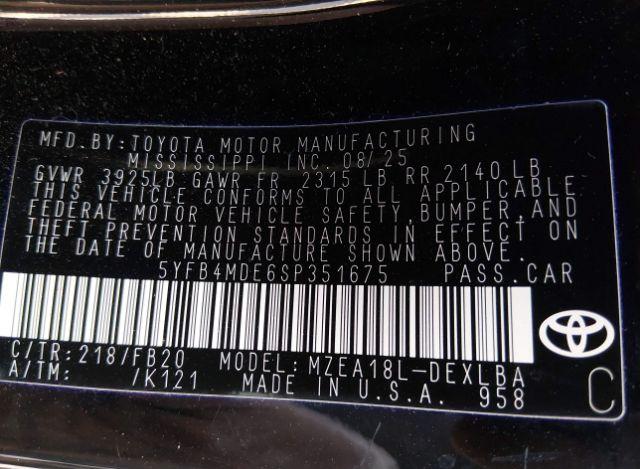 MFD.BY:TOYOTA MOTOR MANUFACTURING
MISSISSIPPI INC. 08/25
GVWR 3925LB GAWR FR 2315 LB RR 2140 LB
THIS VEHICLE CONFORMS TO ALL APPLICABLE
FEDERAL MOTOR VEHICLE SAFETY,BUMPER,AND
THEFT PREVENTION STANDARDS IN EFFECT ON
THE DATE OF MANUFACTURE SHOWN ABOVE.
5YFB4MDE6SP351675 PASS.CAR
C/TR:218/FB20 MODEL:MZEA18L-DEXLBA
A/TM: /K121 MADE IN U.S.A. 958
C